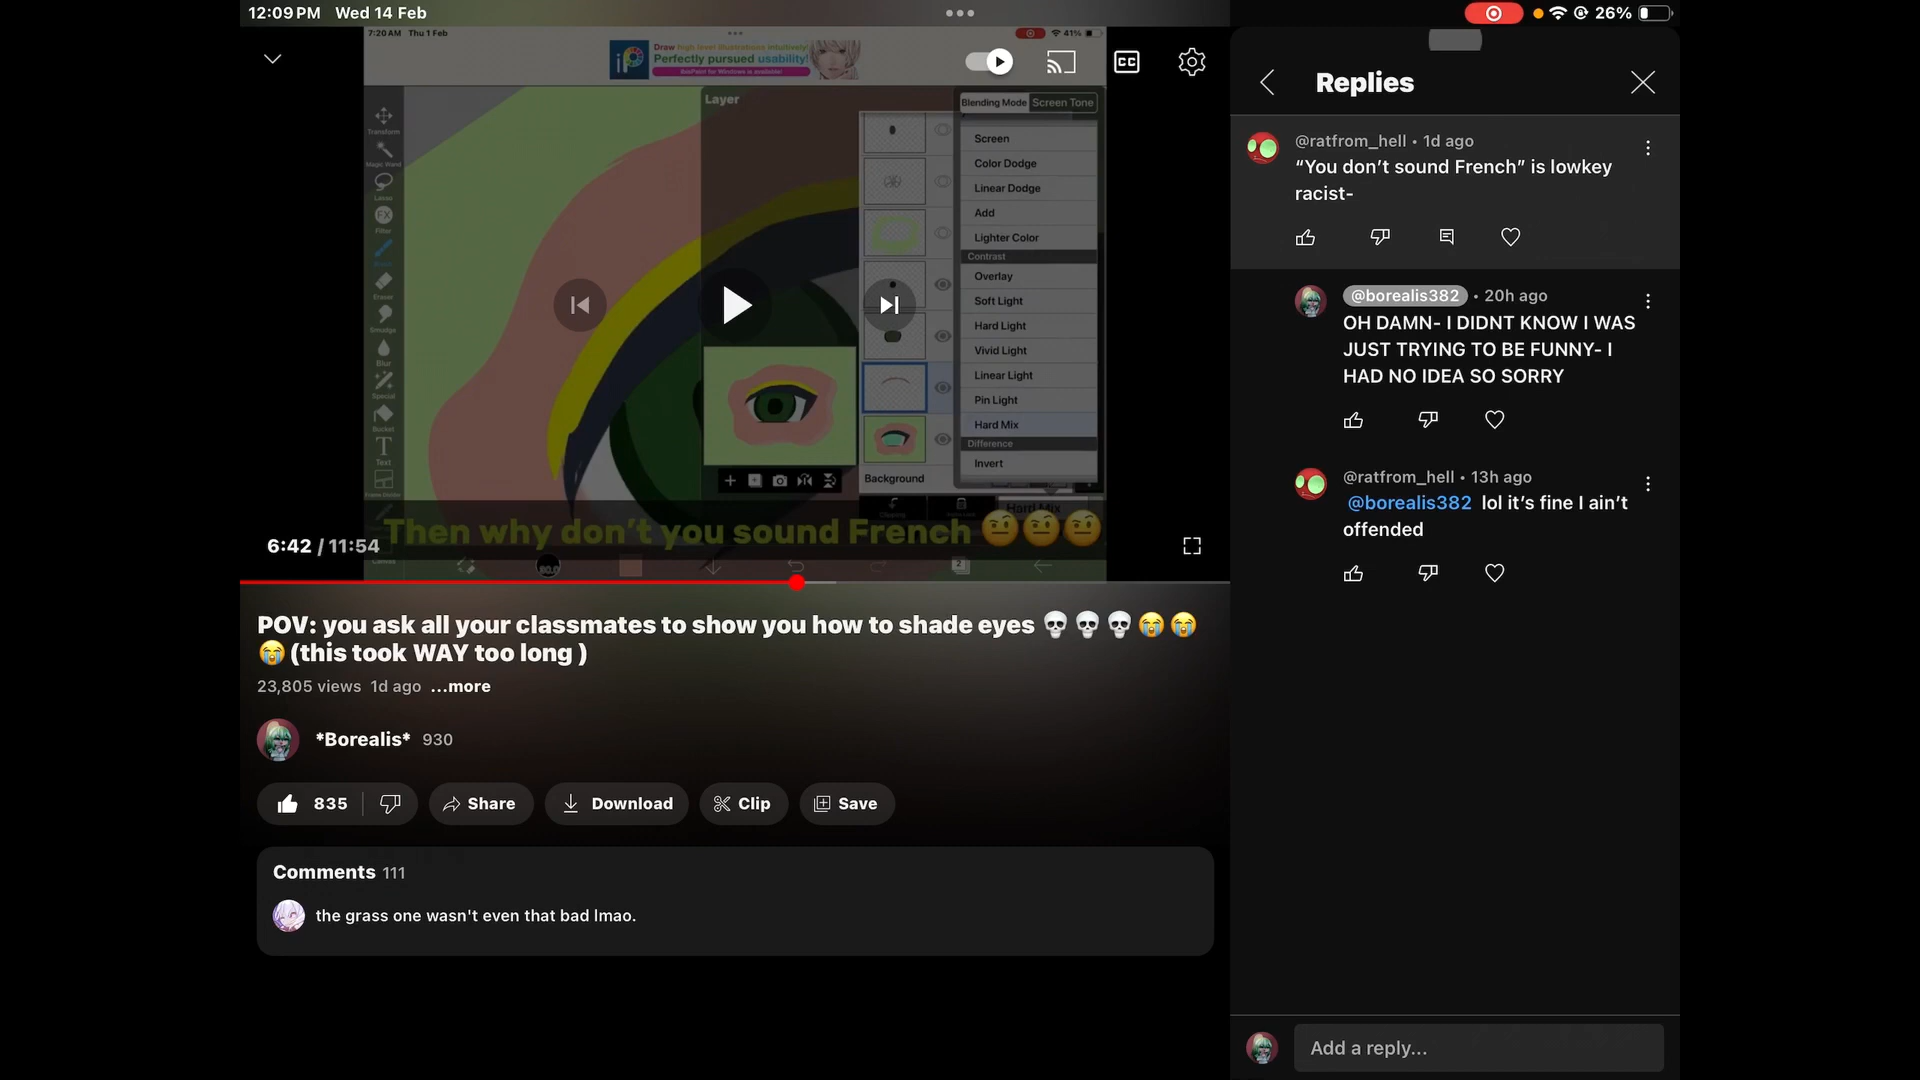 12:09 PM Wed 14 Feb
26%
7:20 AM Thu 1 Feb
41%
Draw high level illustrations intuitively!
Perfectly pursued usability!
CC
Layer
Blending Mode Screen Tone
Transform
Magic Wand
Lasso
FX
Filter
Eraser
Smudge
Blur
Special
Bucket
T
Text
Screen
Color Dodge
Linear Dodge
Add
Lighter Color
Contrast
Overlay
Soft Light
Hard Light
Vivid Light
Linear Light
Pin Light
Hard Mix
Difference
Invert
Background
Clipping
Hard Mix
Then why don't you sound French 🤨🤨🤨
6:42 / 11:54
Canvas
80.0
2
POV: you ask all your classmates to show you how to shade eyes 💀💀💀😭😭
😭 (this took WAY too long )
23,805 views 1d ago ...more
*Borealis* 930
835
Share
Download
Clip
Save
Comments 111
the grass one wasn't even that bad lmao.
Replies
@ratfrom_hell • 1d ago
“You don’t sound French” is lowkey
racist-
@borealis382 • 20h ago
OH DAMN- I DIDNT KNOW I WAS
JUST TRYING TO BE FUNNY- I
HAD NO IDEA SO SORRY
@ratfrom_hell • 13h ago
@borealis382 lol it’s fine I ain’t
offended
Add a reply...